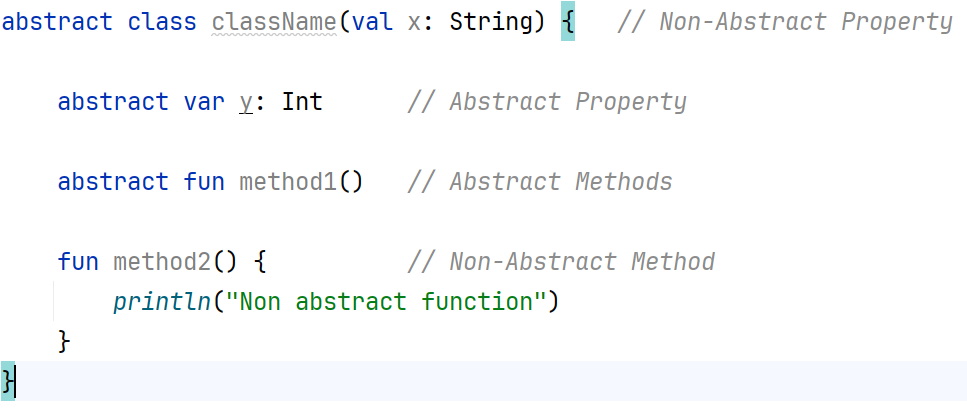 abstract class className(val x: String) {   // Non-Abstract Property
    abstract var y: Int      // Abstract Property
    abstract fun method1()   // Abstract Methods
    fun method2() {          // Non-Abstract Method
        println("Non abstract function")
    }
}